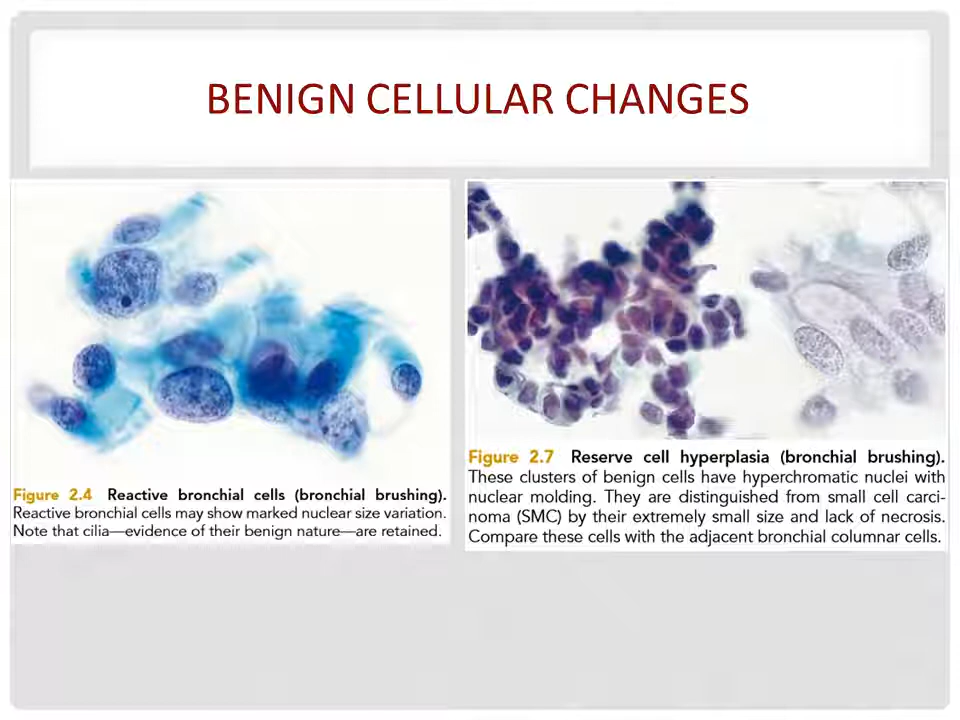 BENIGN CELLULAR CHANGES
Figure 2.4 Reactive bronchial cells (bronchial brushing).
Reactive bronchial cells may show marked nuclear size variation.
Note that cilia—evidence of their benign nature—are retained.
Figure 2.7 Reserve cell hyperplasia (bronchial brushing).
These clusters of benign cells have hyperchromatic nuclei with
nuclear molding. They are distinguished from small cell carci-
noma (SMC) by their extremely small size and lack of necrosis.
Compare these cells with the adjacent bronchial columnar cells.